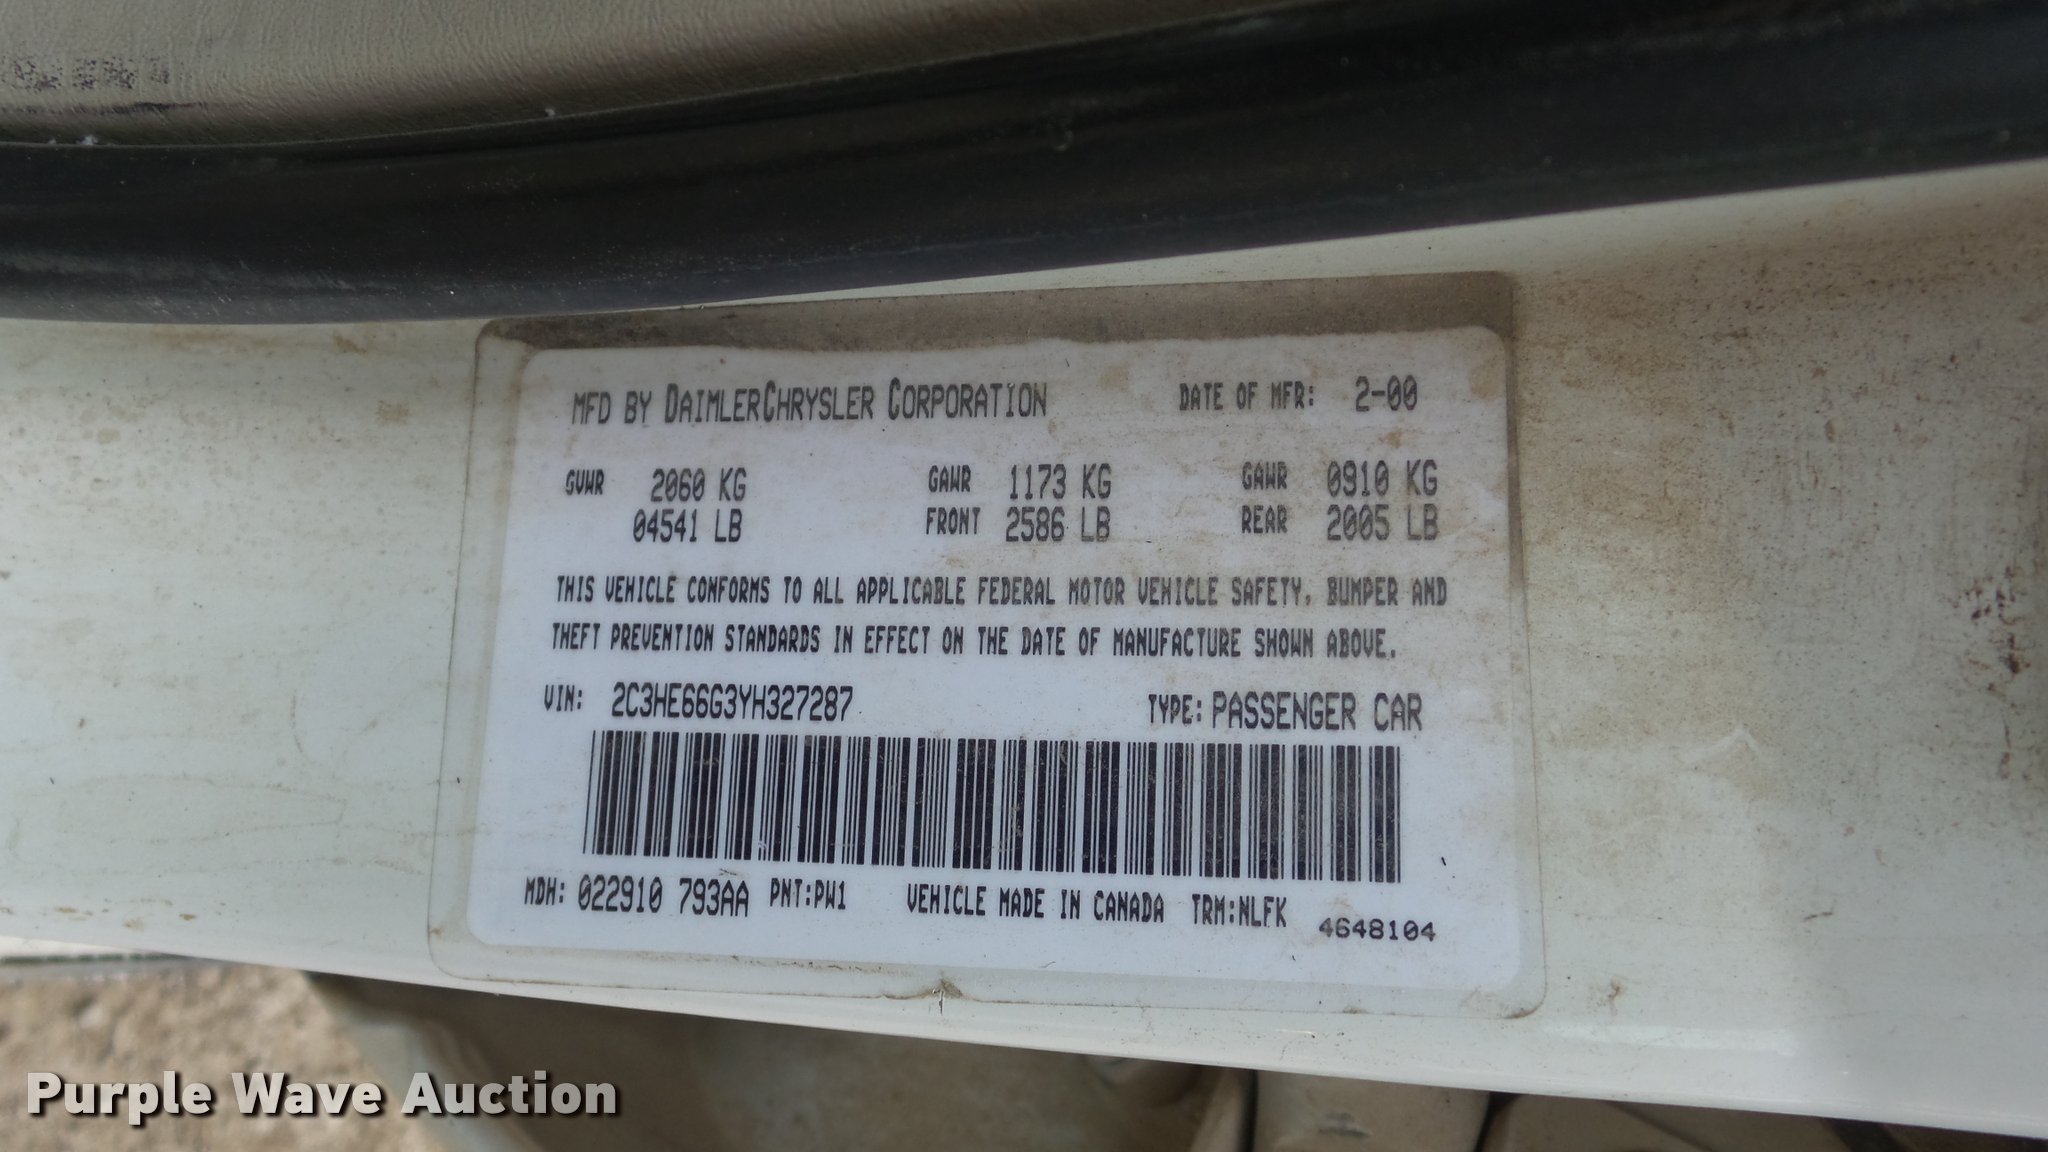 MFD BY DAIMLERCHRYSLER CORPORATION DATE OF MFR: 2-00
GVWR 2060 KG GAWR 1173 KG GAWR 0910 KG
04541 LB FRONT 2586 LB REAR 2005 LB
THIS VEHICLE CONFORMS TO ALL APPLICABLE FEDERAL MOTOR VEHICLE SAFETY, BUMPER AND
THEFT PREVENTION STANDARDS IN EFFECT ON THE DATE OF MANUFACTURE SHOWN ABOVE.
VIN: 2C3HE66G3YH327287 TYPE: PASSENGER CAR
MDH: 022910 793AA PNT:PW1 VEHICLE MADE IN CANADA TRM:NLFK 4648104
Purple Wave Auction